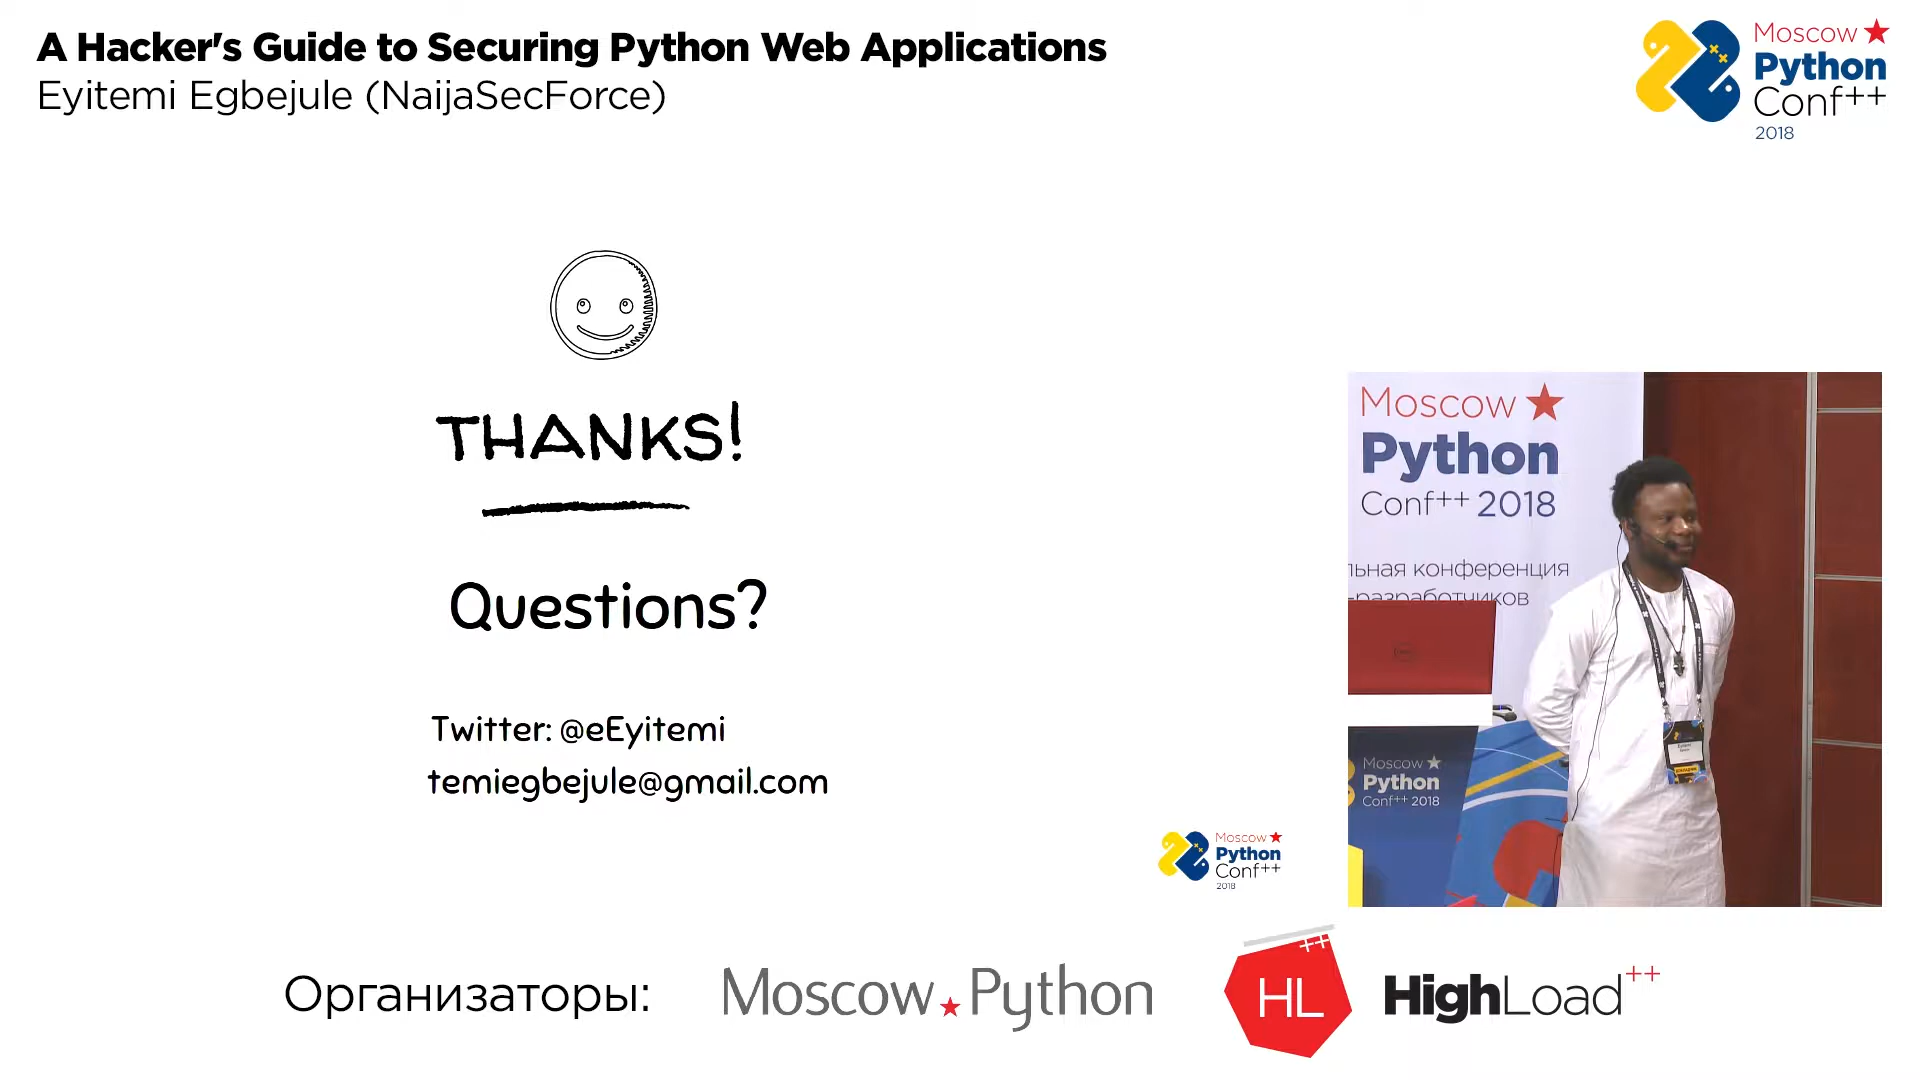 A Hacker's Guide to Securing Python Web Applications
Eyitemi Egbejule (NaijaSecForce)
Moscow
Python
Conf++
2018
THANKS!
Questions?
Twitter: @eEyitemi
temiegbejule@gmail.com
Moscow
Python
Conf++
2018
Moscow
Python
Conf++ 2018
льная конференция
-разработчиков
Moscow
Python
Conf++ 2018
Организаторы:
Moscow Python
++
HL
HighLoad++